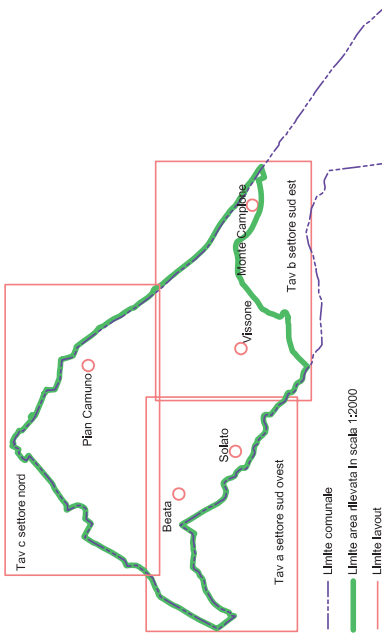 Tav c settore nord
Pian Camuno
Beata
Solato
Vissone
Monte Campione
Tav a settore sud ovest
Tav b settore sud est
Limite comunale
Limite area rilevata in scala 1:2000
Limite layout